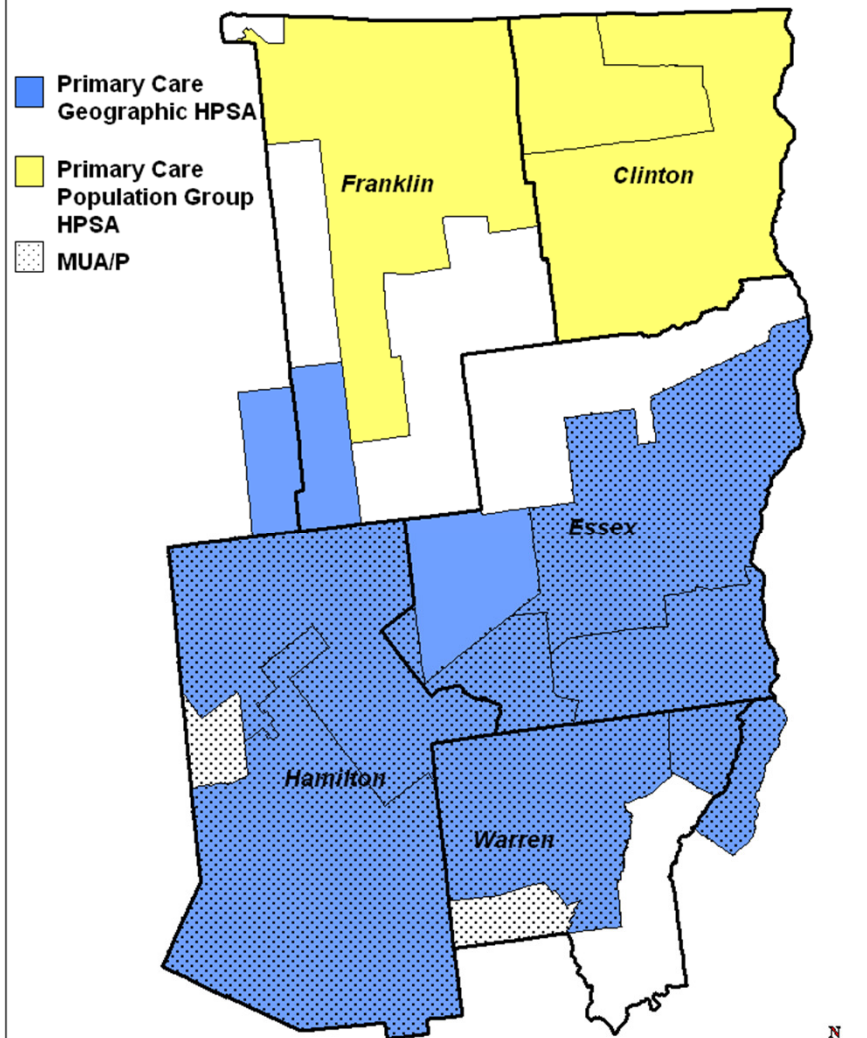 Primary Care
Geographic HPSA
Primary Care
Population Group
HPSA
MUA/P
Franklin
Clinton
Essex
Hamilton
Warren
N